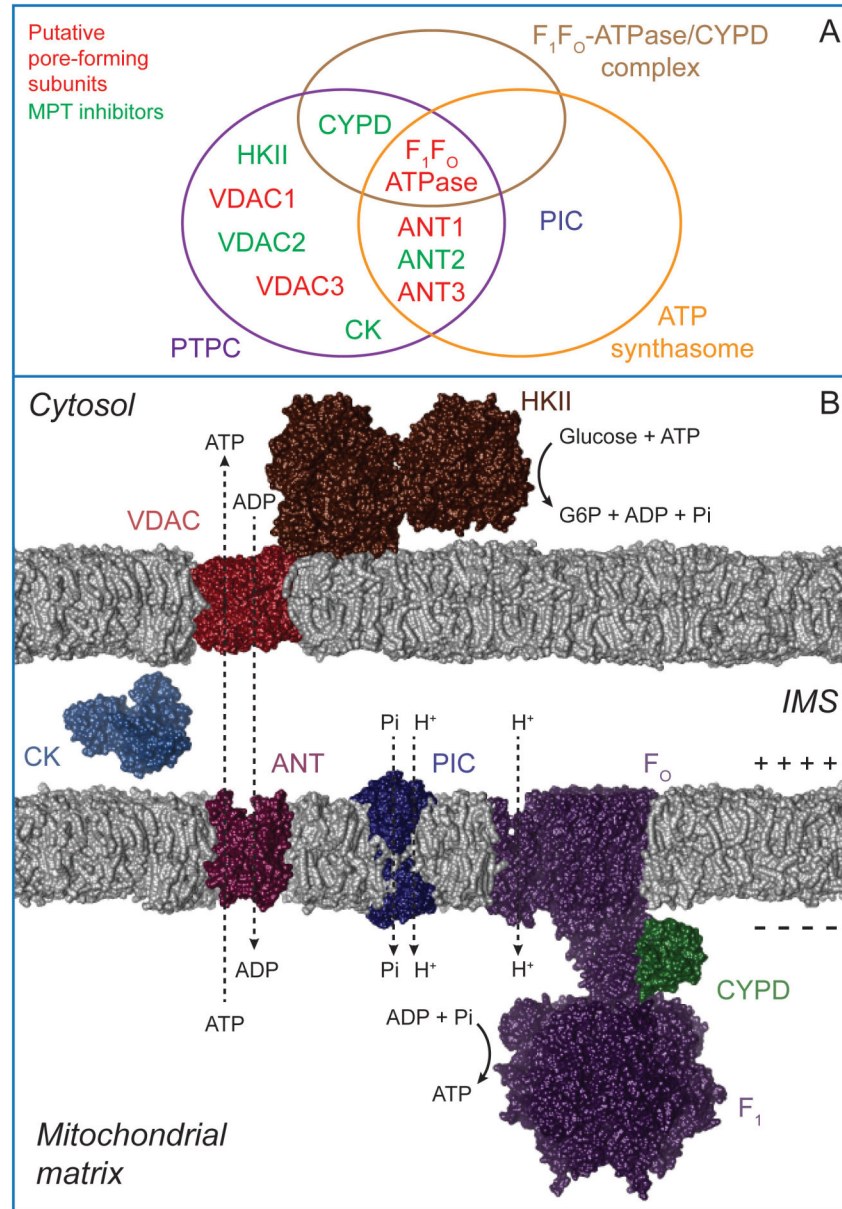 Putative
pore-forming
subunits
MPT inhibitors
F₁Fₒ-ATPase/CYPD
complex
A
CYPD
HKII
F₁Fₒ
ATPase
VDAC1
ANT1
PIC
VDAC2
ANT2
VDAC3
ANT3
CK
PTPC
ATP
synthasome
B
Cytosol
HKII
ATP
Glucose + ATP
ADP
VDAC
G6P + ADP + Pi
IMS
Pi
H⁺
H⁺
CK
ANT
PIC
Fₒ
+ + + +
- - - -
ADP
Pi
H⁺
H⁺
CYPD
ATP
ADP + Pi
ATP
F₁
Mitochondrial
matrix